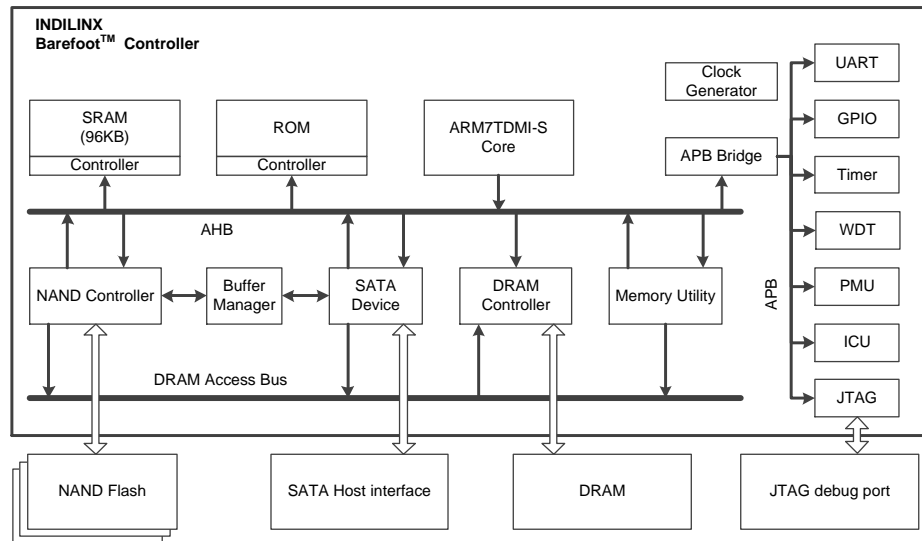 INDILINX
Barefoot™ Controller
SRAM
(96KB)
Controller
ROM
Controller
ARM7TDMI-S
Core
Clock
Generator
APB Bridge
UART
GPIO
Timer
WDT
PMU
ICU
JTAG
APB
AHB
NAND Controller
Buffer
Manager
SATA
Device
DRAM
Controller
Memory Utility
DRAM Access Bus
NAND Flash
SATA Host interface
DRAM
JTAG debug port